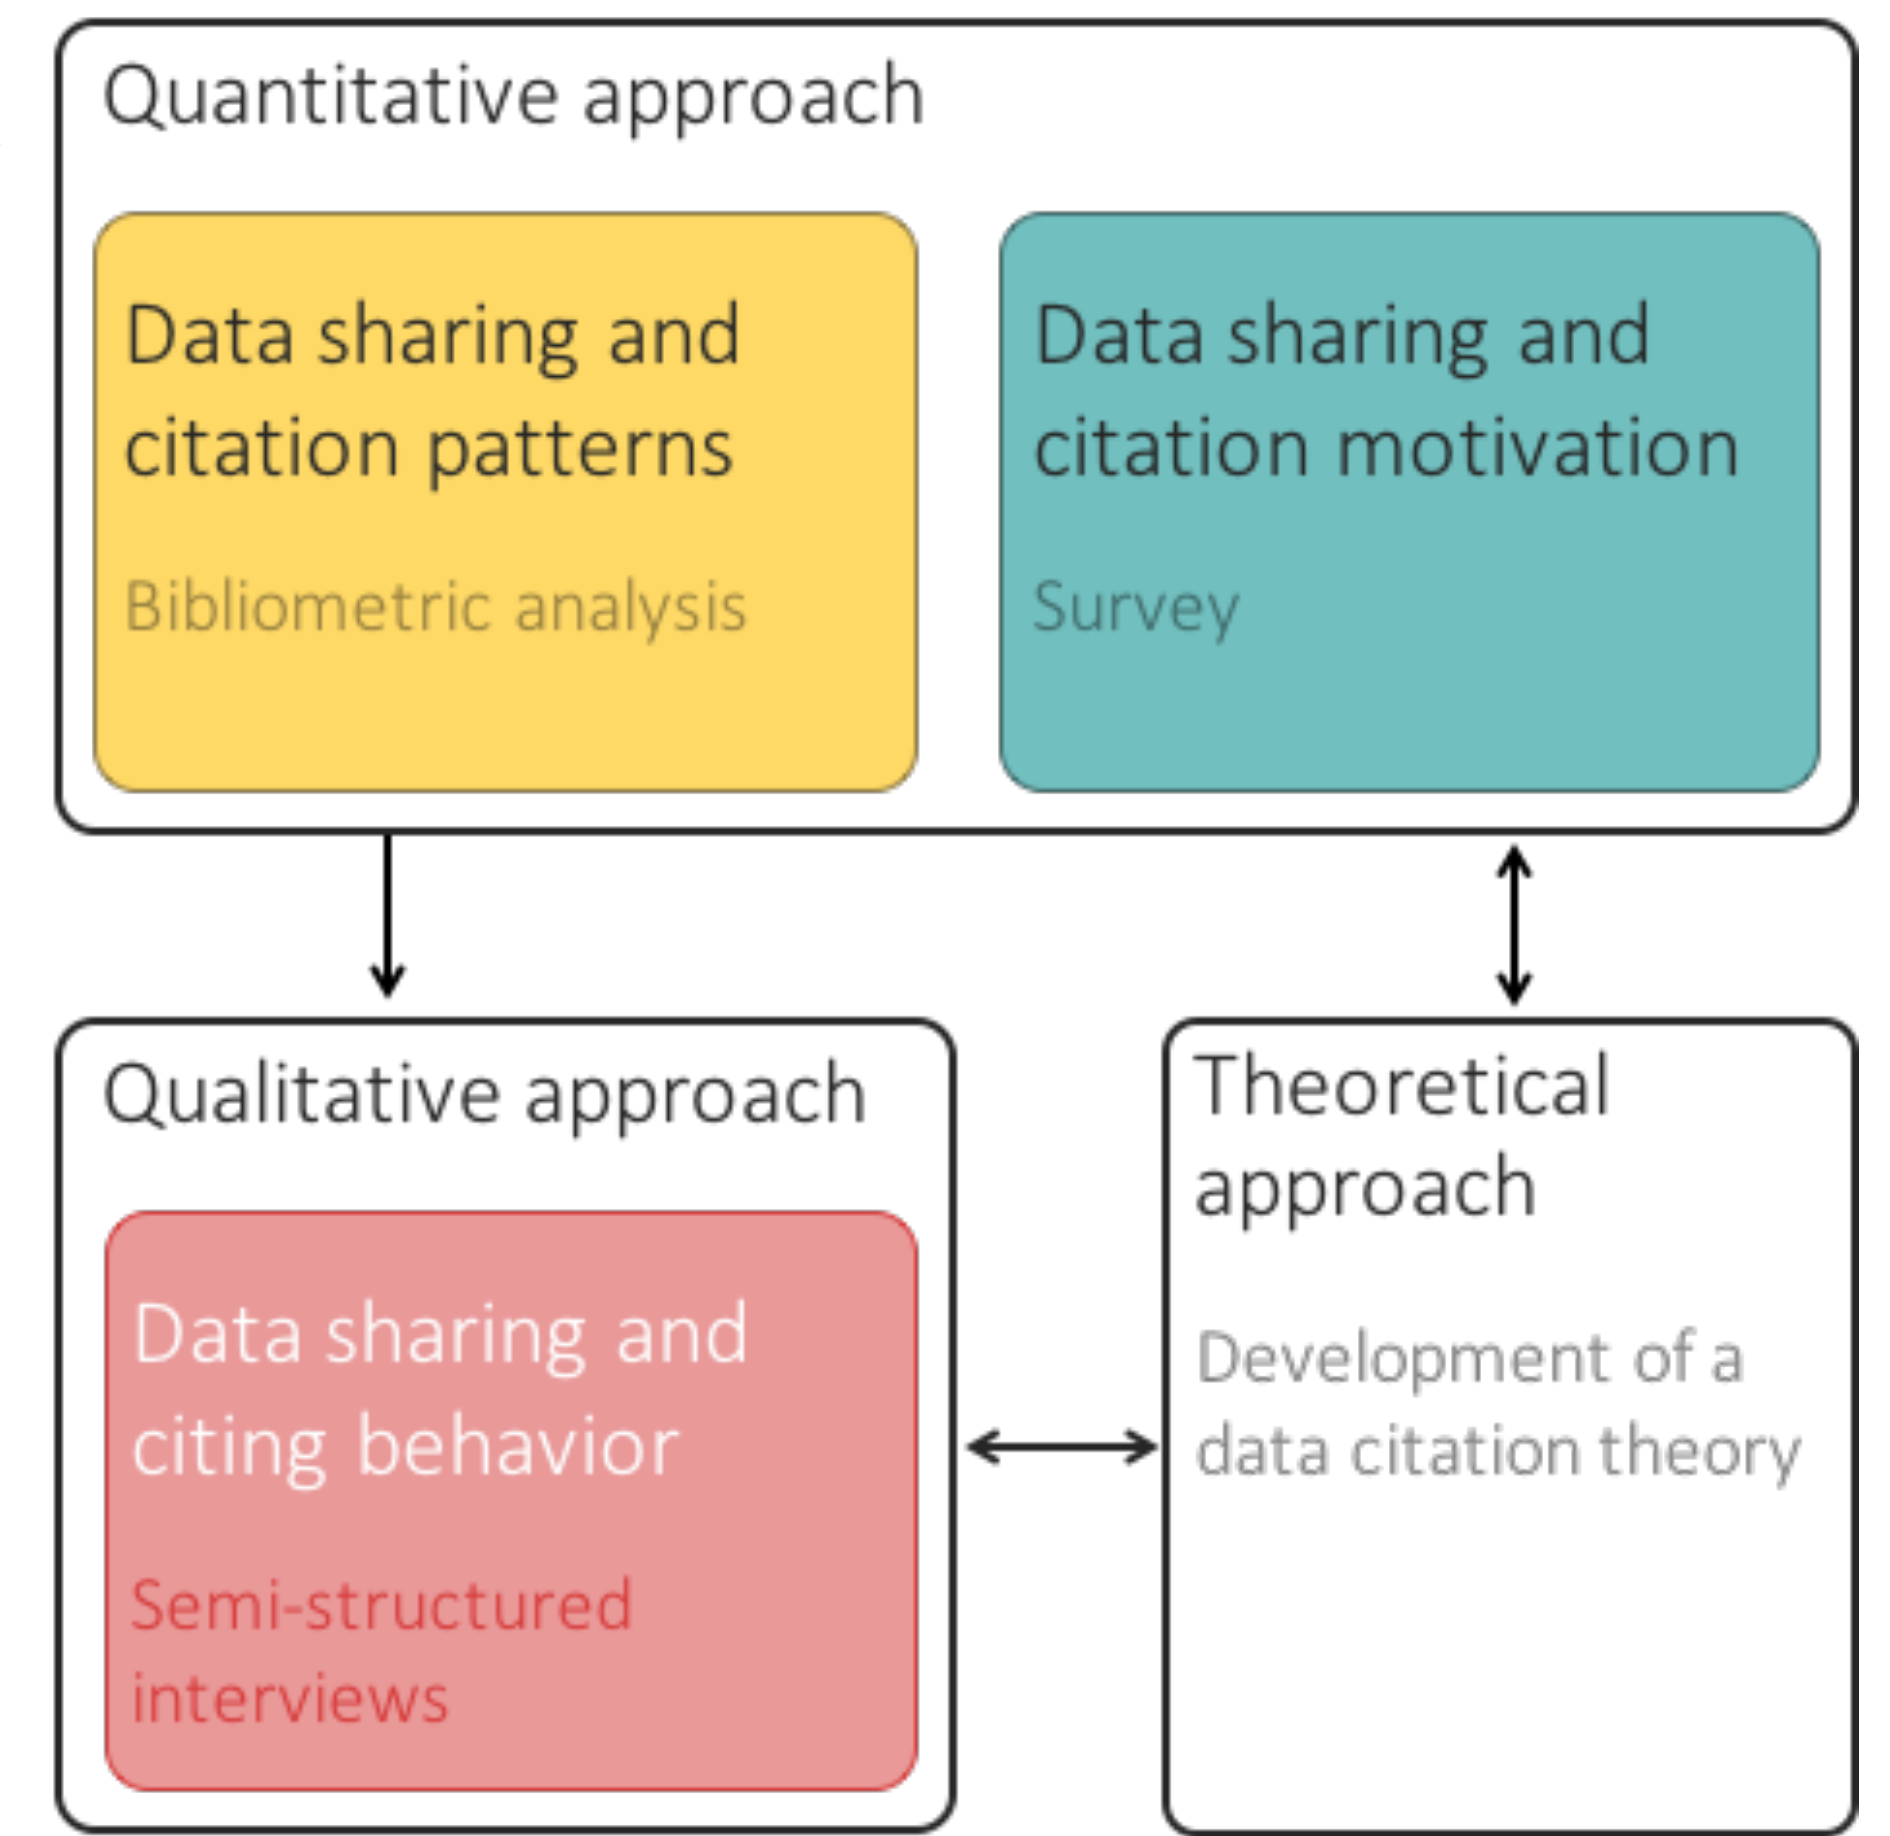 Quantitative approach
Data sharing and
citation patterns
Bibliometric analysis
Data sharing and
citation motivation
Survey
Qualitative approach
Data sharing and
citing behavior
Semi-structured
interviews
Theoretical
approach
Development of a
data citation theory